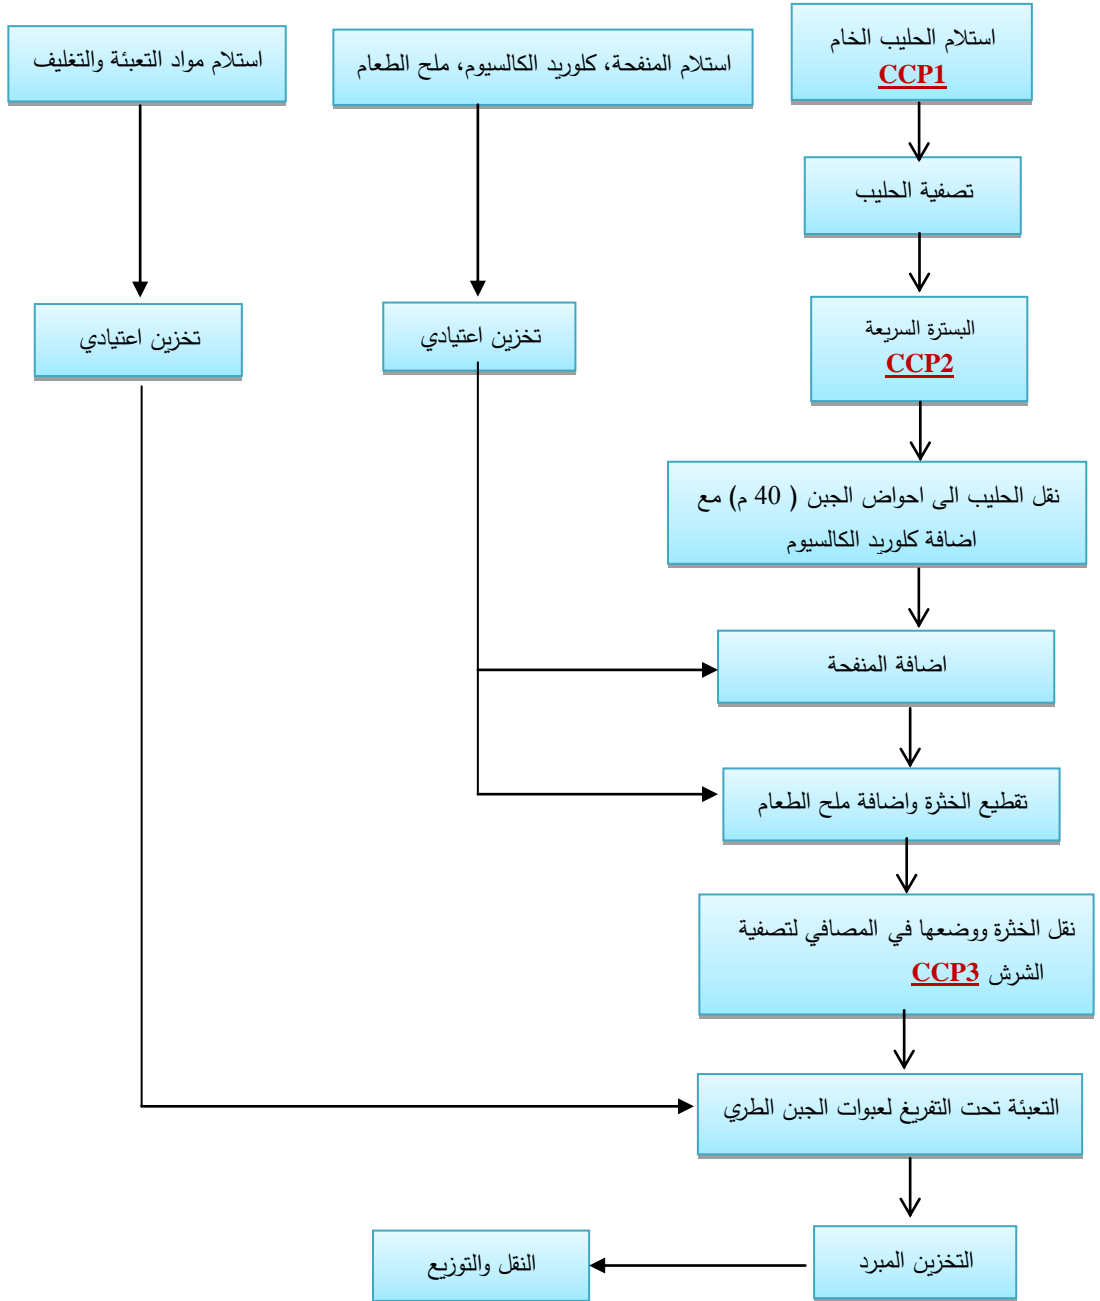 استلام الحليب الخام
CCP1
استلام المنفحة، كلوريد الكالسيوم، ملح الطعام
استلام مواد التعبئة والتغليف
تصفية الحليب
البسترة السريعة
CCP2
تخزين اعتيادي
تخزين اعتيادي
نقل الحليب الى احواض الجبن ( 40 م) مع
اضافة كلوريد الكالسيوم
اضافة المنفحة
تقطيع الخثرة واضافة ملح الطعام
نقل الخثرة ووضعها في المصافي لتصفية
الشرش CCP3
التعبئة تحت التفريغ لعبوات الجبن الطري
التخزين المبرد
النقل والتوزيع